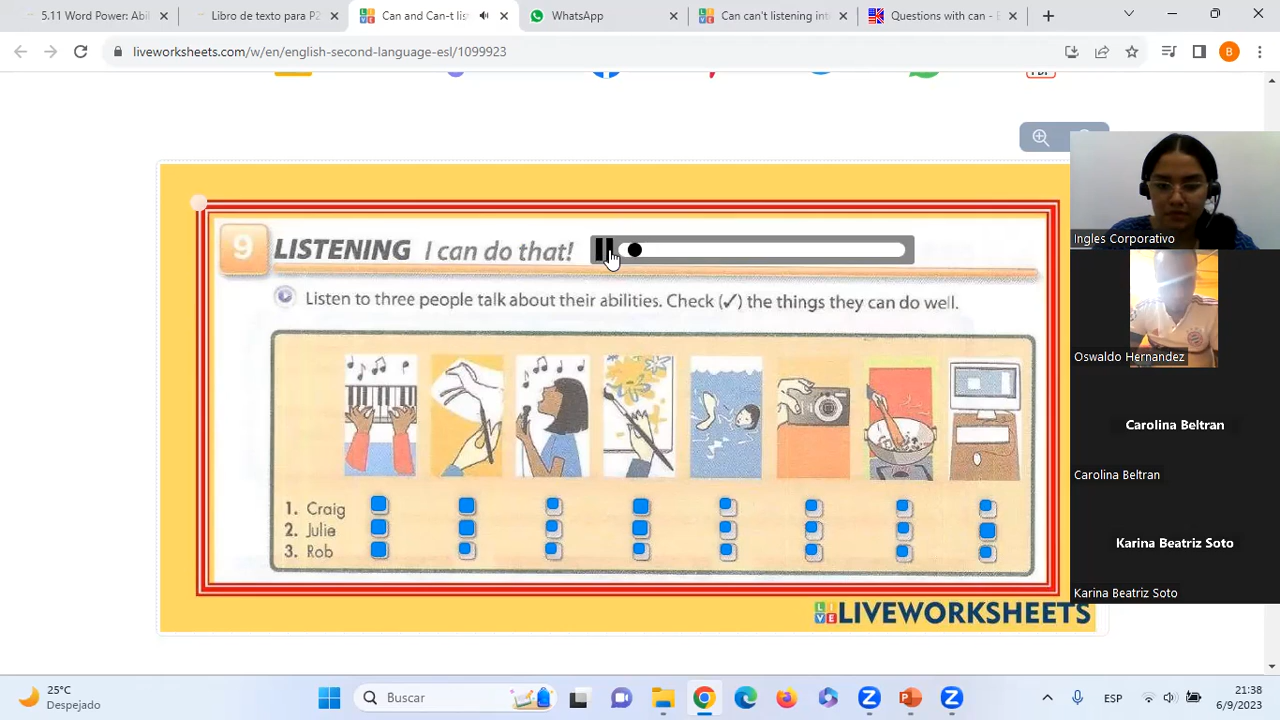 5.11 Word Power: Abil
Libro de texto para P2
Can and Can-t lis
WhatsApp
Can can't listening int
Questions with can - E
liveworksheets.com/w/en/english-second-language-esl/1099923
B
PDF
9 LISTENING I can do that!
Listen to three people talk about their abilities. Check (✓) the things they can do well.
1. Craig
2. Julie
3. Rob
LIVE LIVEWORKSHEETS
Ingles Corporativo
Oswaldo Hernandez
Carolina Beltran
Carolina Beltran
Karina Beatriz Soto
Karina Beatriz Soto
25°C
Despejado
Buscar
ESP
21:38
6/9/2023